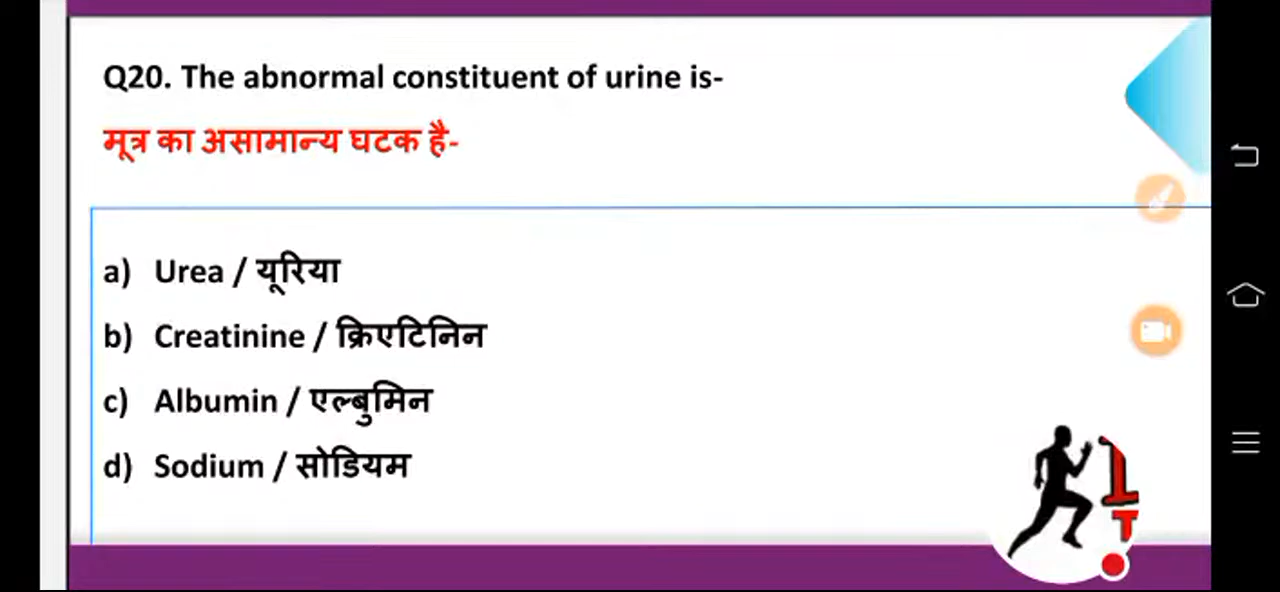 Q20. The abnormal constituent of urine is-
मूत्र का असामान्य घटक है-
a) Urea / यूरिया
b) Creatinine / क्रिएटिनिन
c) Albumin / एल्बुमिन
d) Sodium / सोडियम